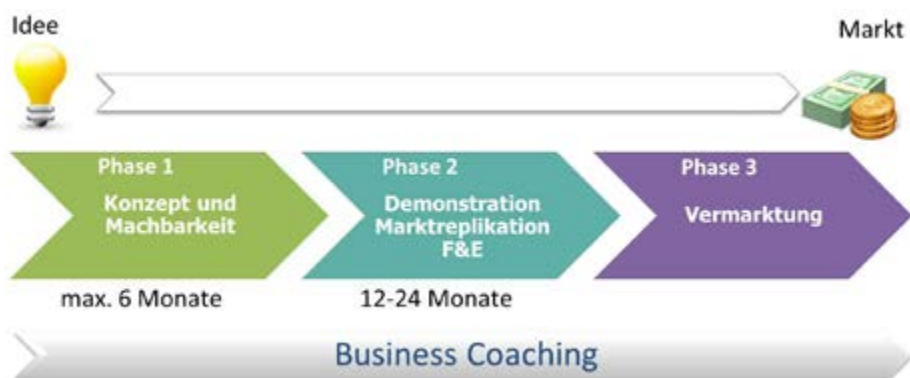 Idee
Markt
Phase 1
Konzept und
Machbarkeit
max. 6 Monate
Phase 2
Demonstration
Marktreplikation
F&E
12-24 Monate
Phase 3
Vermarktung
Business Coaching